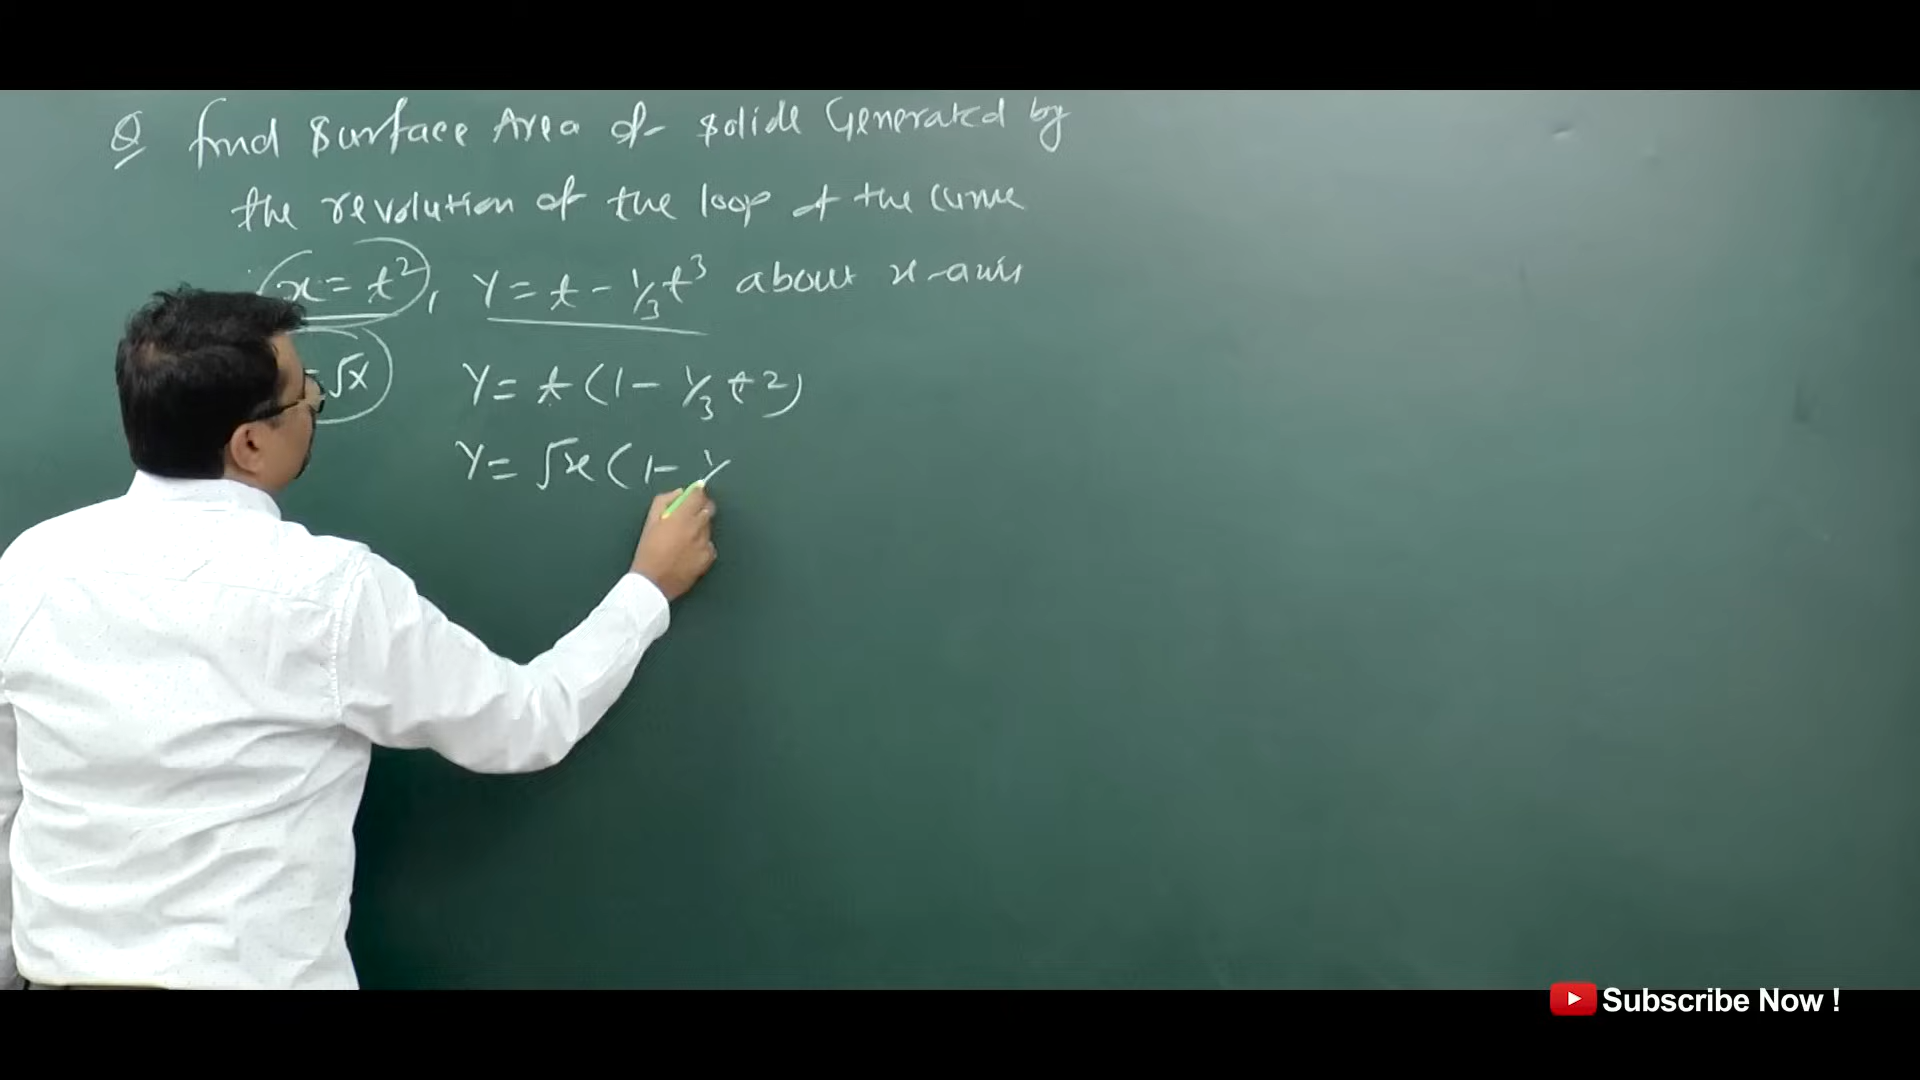 Q find Surface Area of solide Generated by
the revolution of the loop of the curve
x = t², y = t - 1/3 t³ about x-axis
= √x
y = t (1 - 1/3 t²)
y = √x (1 - 1/
Subscribe Now !